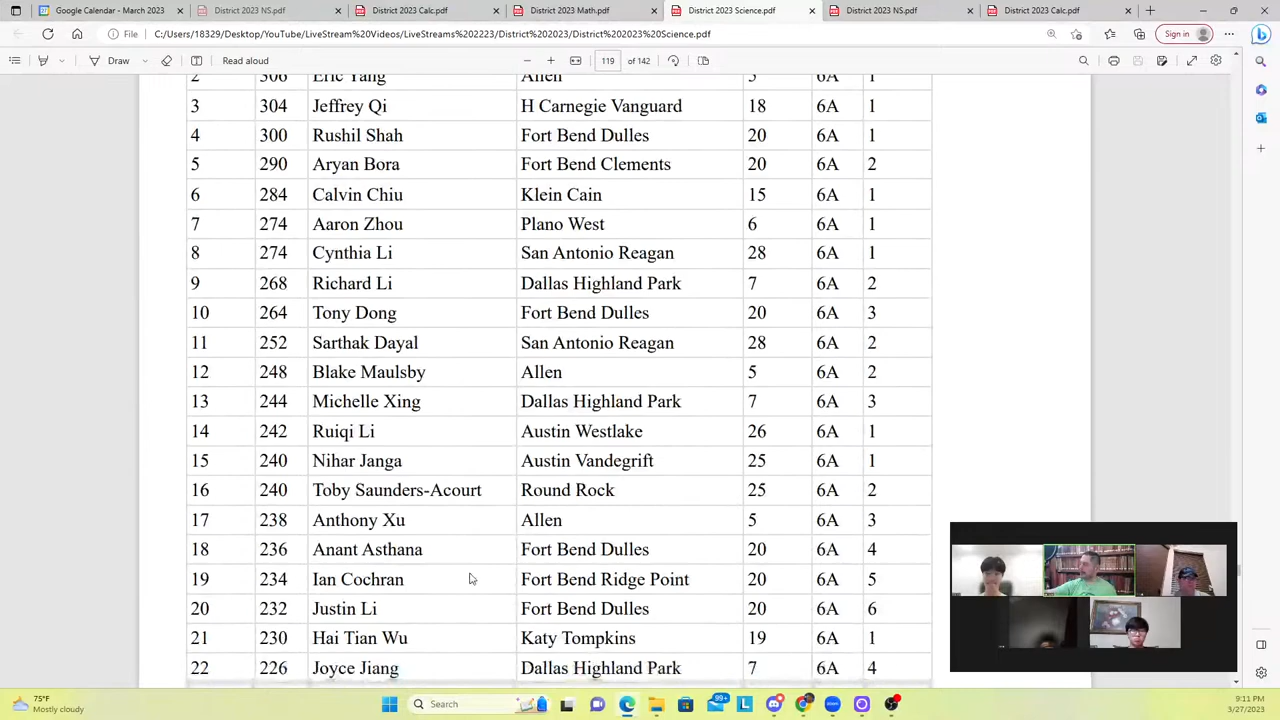 Google Calendar - March 2023
District 2023 NS.pdf
District 2023 Calc.pdf
District 2023 Math.pdf
District 2023 Science.pdf
District 2023 NS.pdf
District 2023 Calc.pdf
File
C:/Users/18329/Desktop/YouTube/LiveStream%20Videos/LiveStreams%202223/District%202023/District%202023%20Science.pdf
Sign in
Draw
Read aloud
119 of 142
2 306 Eric Yang Allen 5 6A 1
3 304 Jeffrey Qi H Carnegie Vanguard 18 6A 1
4 300 Rushil Shah Fort Bend Dulles 20 6A 1
5 290 Aryan Bora Fort Bend Clements 20 6A 2
6 284 Calvin Chiu Klein Cain 15 6A 1
7 274 Aaron Zhou Plano West 6 6A 1
8 274 Cynthia Li San Antonio Reagan 28 6A 1
9 268 Richard Li Dallas Highland Park 7 6A 2
10 264 Tony Dong Fort Bend Dulles 20 6A 3
11 252 Sarthak Dayal San Antonio Reagan 28 6A 2
12 248 Blake Maulsby Allen 5 6A 2
13 244 Michelle Xing Dallas Highland Park 7 6A 3
14 242 Ruiqi Li Austin Westlake 26 6A 1
15 240 Nihar Janga Austin Vandegrift 25 6A 1
16 240 Toby Saunders-Acourt Round Rock 25 6A 2
17 238 Anthony Xu Allen 5 6A 3
18 236 Anant Asthana Fort Bend Dulles 20 6A 4
19 234 Ian Cochran Fort Bend Ridge Point 20 6A 5
20 232 Justin Li Fort Bend Dulles 20 6A 6
21 230 Hai Tian Wu Katy Tompkins 19 6A 1
22 226 Joyce Jiang Dallas Highland Park 7 6A 4
75°F
Mostly cloudy
Search
99+
9:11 PM
3/27/2023